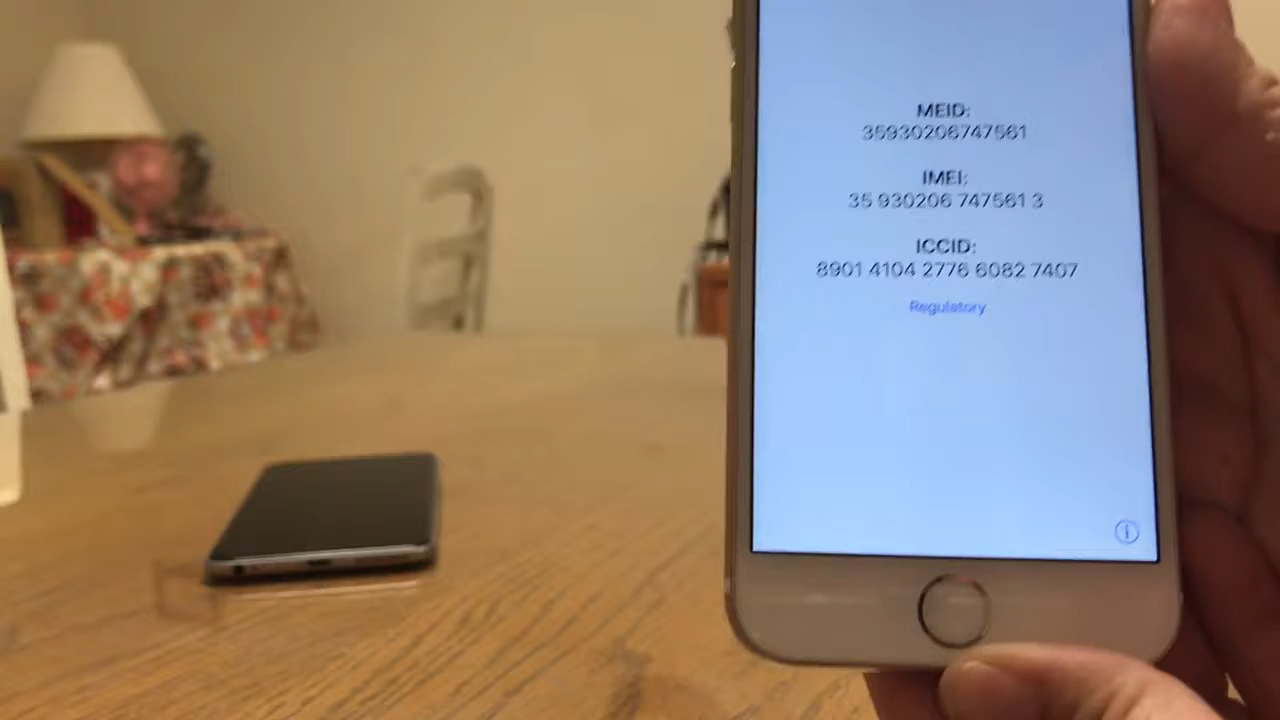 MEID:
35930206747561
IMEI:
35 930206 747561 3
ICCID:
8901 4104 2776 6082 7407
Regulatory